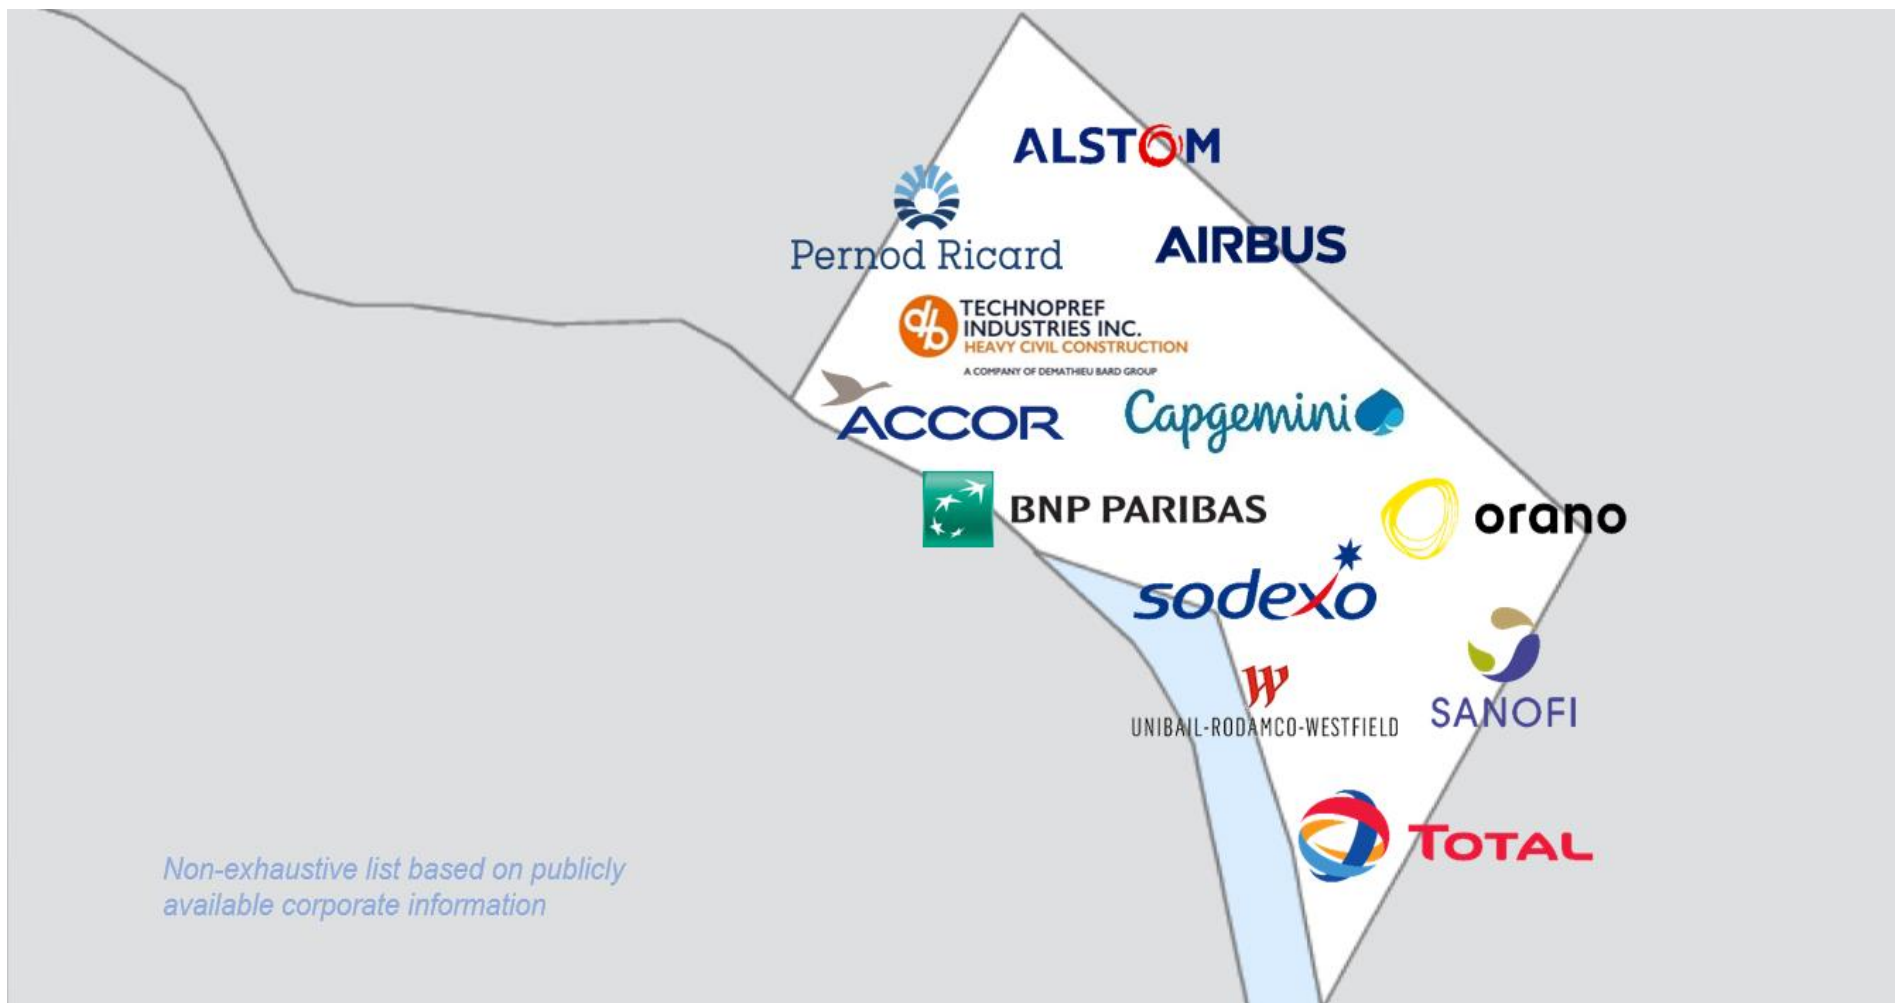 ALSTOM
Pernod Ricard
AIRBUS
db
TECHNOPREF
INDUSTRIES INC.
HEAVY CIVIL CONSTRUCTION
A COMPANY OF DEMATHIEU BARD GROUP
ACCOR
Capgemini
BNP PARIBAS
orano
sodexo
SANOFI
W
UNIBAIL-RODAMCO-WESTFIELD
TOTAL
Non-exhaustive list based on publicly
available corporate information